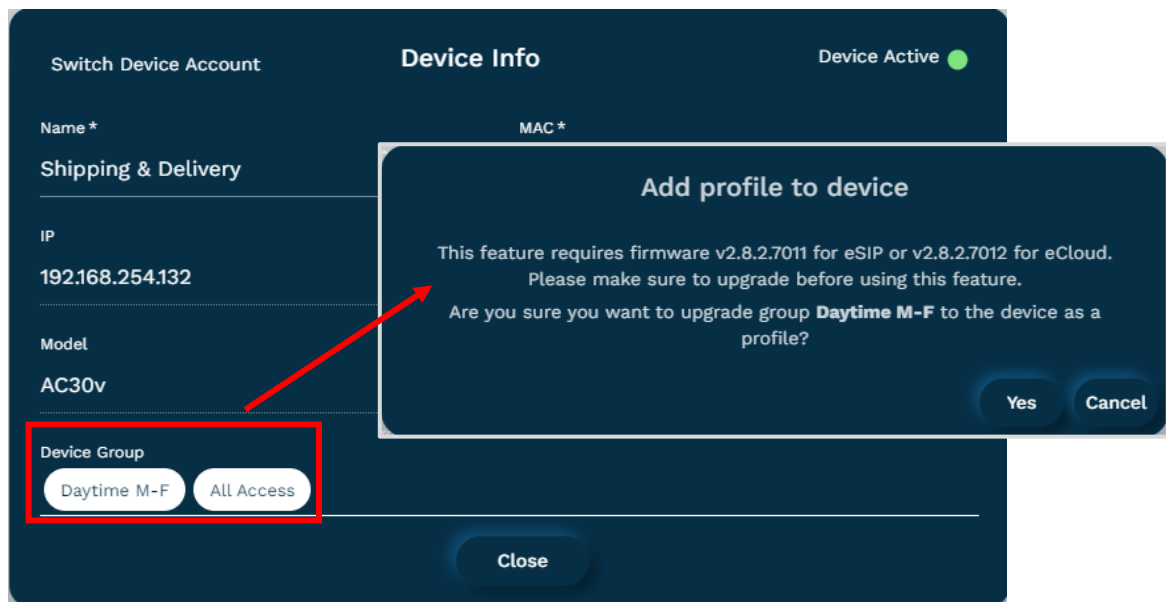 Switch Device Account
Device Info
Device Active
Name *
MAC *
Shipping & Delivery
IP
192.168.254.132
Model
AC30v
Device Group
Daytime M-F
All Access
Close
Add profile to device
This feature requires firmware v2.8.2.7011 for eSIP or v2.8.2.7012 for eCloud.
Please make sure to upgrade before using this feature.
Are you sure you want to upgrade group Daytime M-F to the device as a
profile?
Yes
Cancel